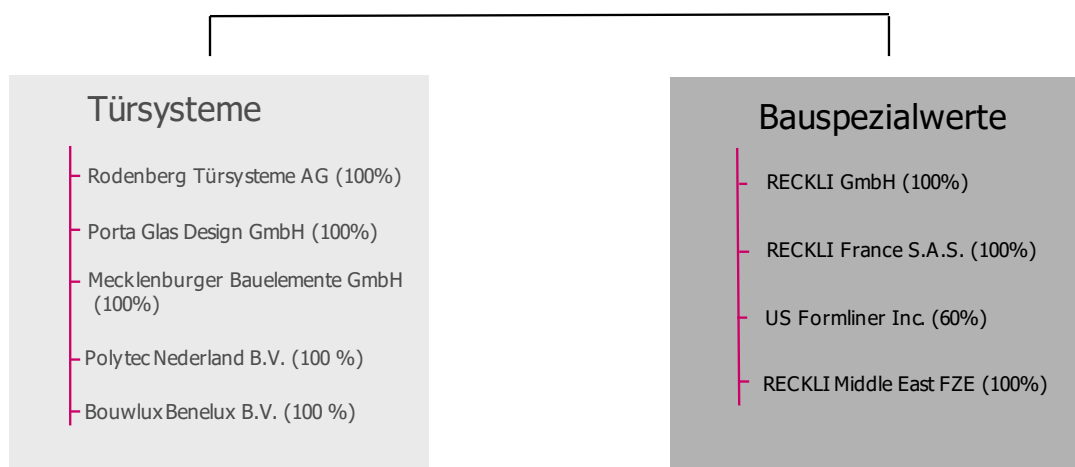 Türsysteme
Rodenberg Türsysteme AG (100%)
Porta Glas Design GmbH (100%)
Mecklenburger Bauelemente GmbH
(100%)
Polytec Nederland B.V. (100 %)
Bouwlux Benelux B.V. (100 %)
Bauspezialwerte
RECKLI GmbH (100%)
RECKLI France S.A.S. (100%)
US Formliner Inc. (60%)
RECKLI Middle East FZE (100%)